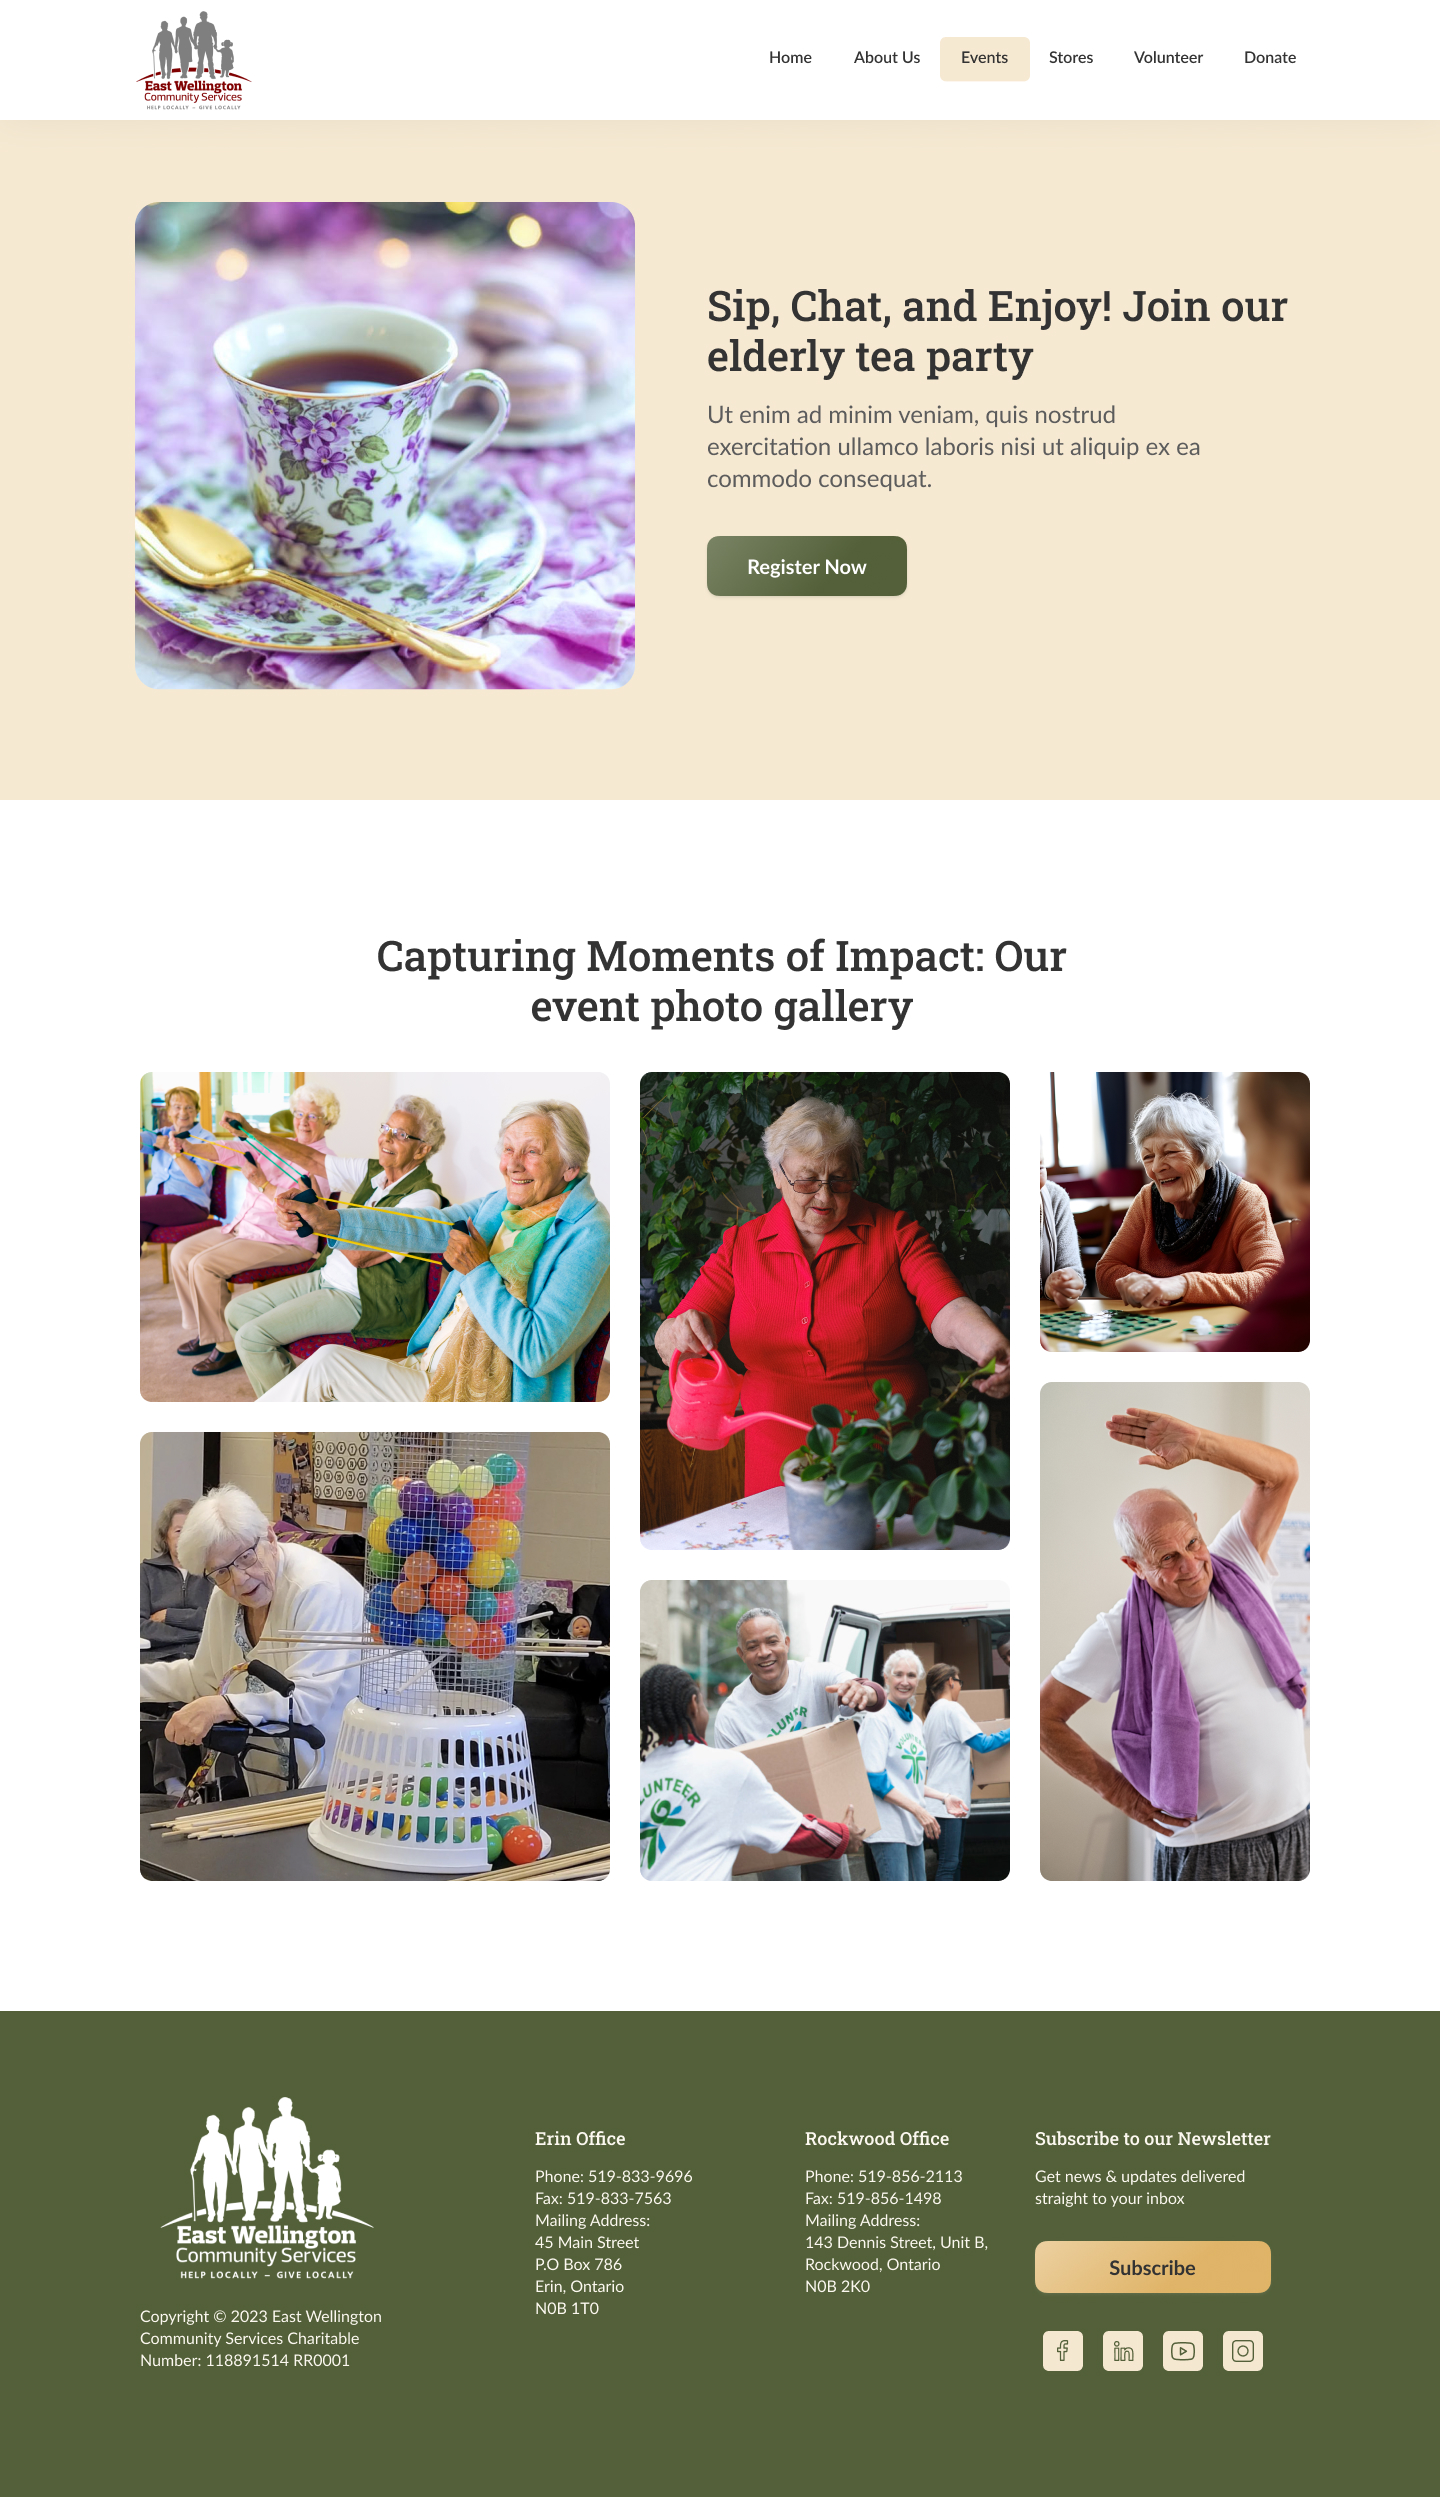 East Wellington
Community Services
HELP LOCALLY – GIVE LOCALLY
Home
About Us
Events
Stores
Volunteer
Donate
Sip, Chat, and Enjoy! Join our
elderly tea party
Ut enim ad minim veniam, quis nostrud
exercitation ullamco laboris nisi ut aliquip ex ea
commodo consequat.
Register Now
Capturing Moments of Impact: Our
event photo gallery
VOLUNTEER
East Wellington
Community Services
HELP LOCALLY – GIVE LOCALLY
Copyright © 2023 East Wellington
Community Services Charitable
Number: 118891514 RR0001
Erin Office
Phone: 519-833-9696
Fax: 519-833-7563
Mailing Address:
45 Main Street
P.O Box 786
Erin, Ontario
N0B 1T0
Rockwood Office
Phone: 519-856-2113
Fax: 519-856-1498
Mailing Address:
143 Dennis Street, Unit B,
Rockwood, Ontario
N0B 2K0
Subscribe to our Newsletter
Get news & updates delivered
straight to your inbox
Subscribe